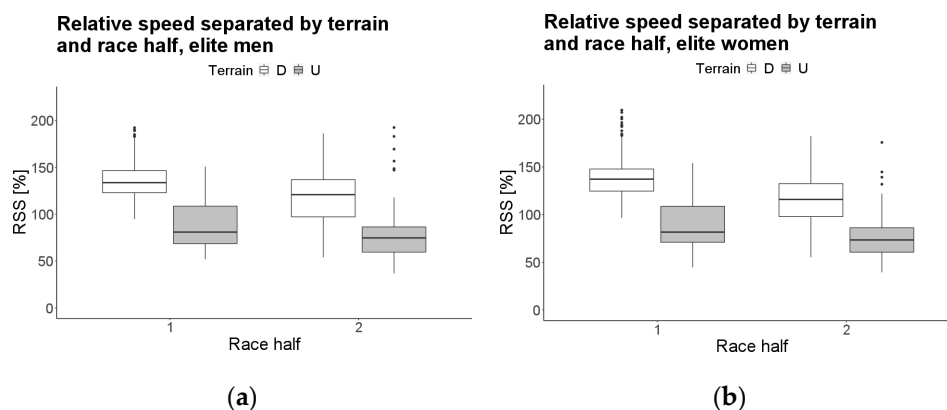 Relative speed separated by terrain
and race half, elite men
Terrain D U
RSS [%]
200
150
100
50
0
1 2
Race half
(a)
Relative speed separated by terrain
and race half, elite women
Terrain D U
RSS [%]
200
150
100
50
0
1 2
Race half
(b)